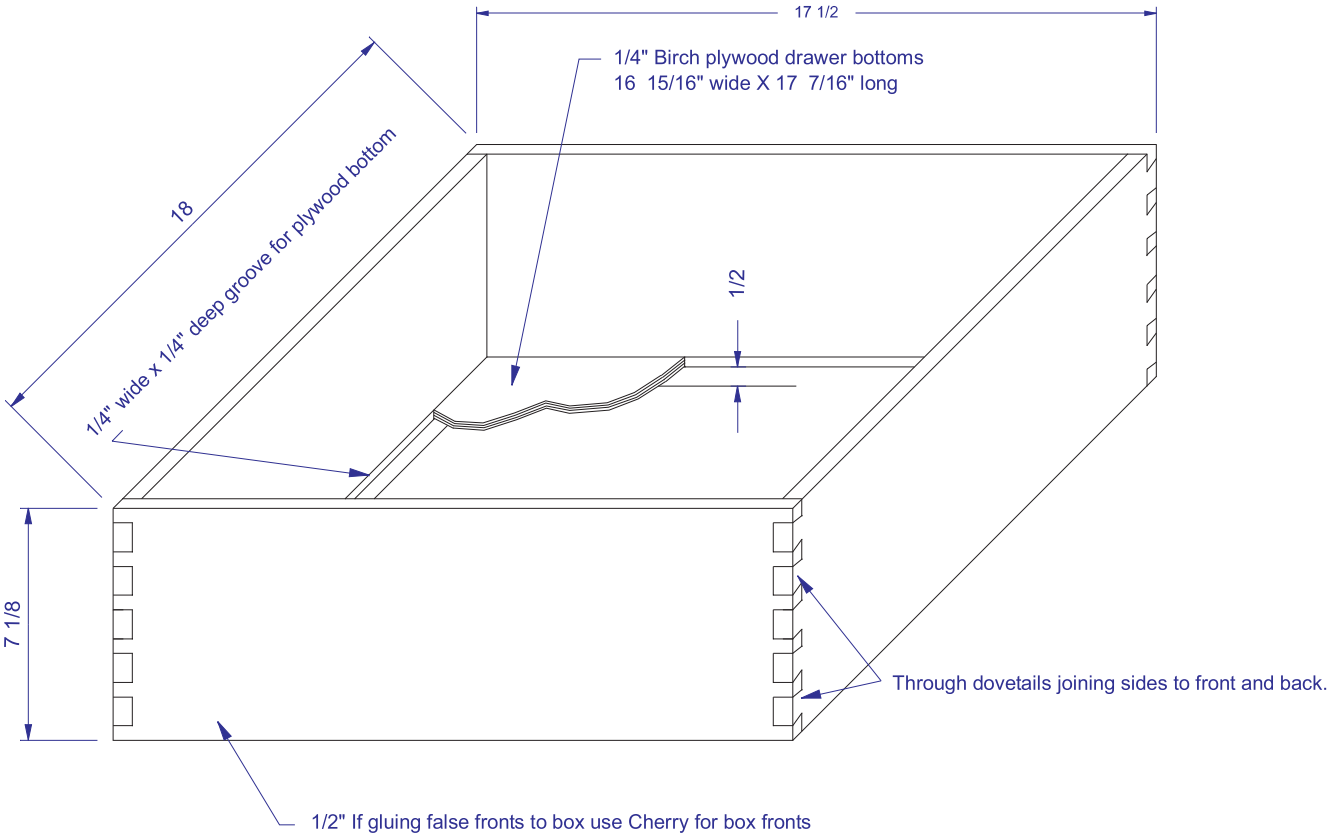 17 1/2
1/4" Birch plywood drawer bottoms
16 15/16" wide X 17 7/16" long
18
1/4" wide x 1/4" deep groove for plywood bottom
1/2
7 1/8
Through dovetails joining sides to front and back.
1/2" If gluing false fronts to box use Cherry for box fronts